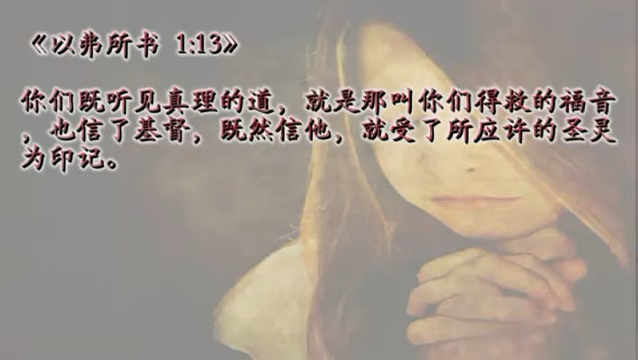 《以弗所书 1:13》
你们既听见真理的道，就是那叫你们得救的福音
，也信了基督，既然信他，就受了所应许的圣灵
为印记。